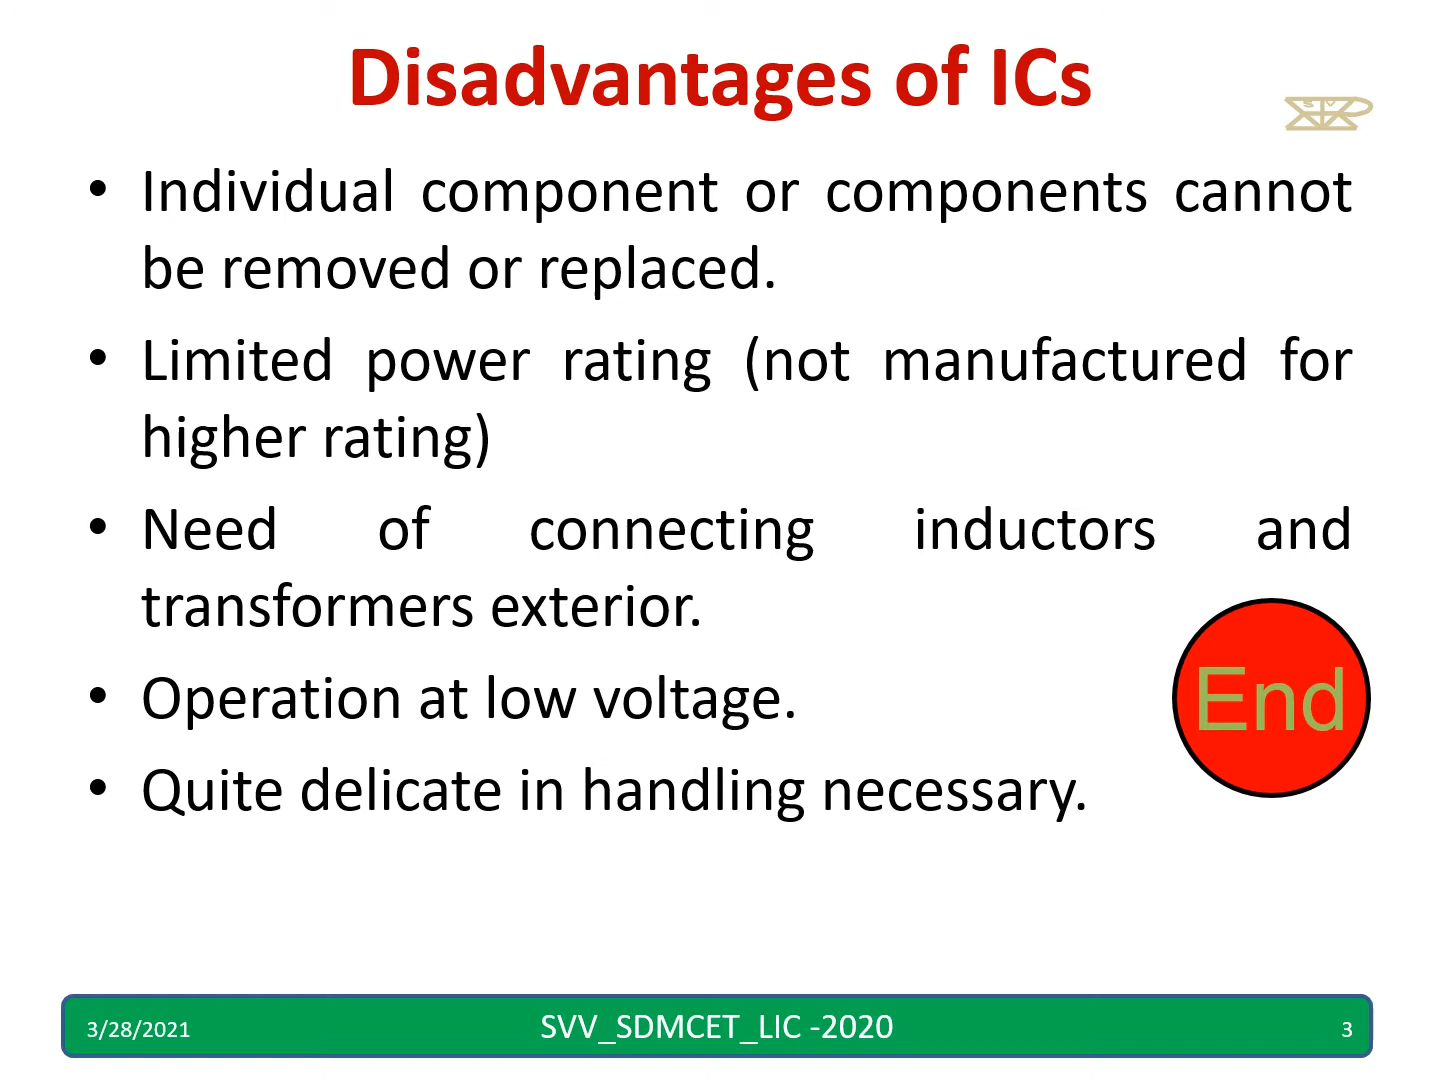 Disadvantages of ICs
• Individual component or components cannot
be removed or replaced.
• Limited power rating (not manufactured for
higher rating)
• Need of connecting inductors and
transformers exterior.
• Operation at low voltage.
• Quite delicate in handling necessary.
End
3/28/2021
SVV_SDMCET_LIC -2020
3